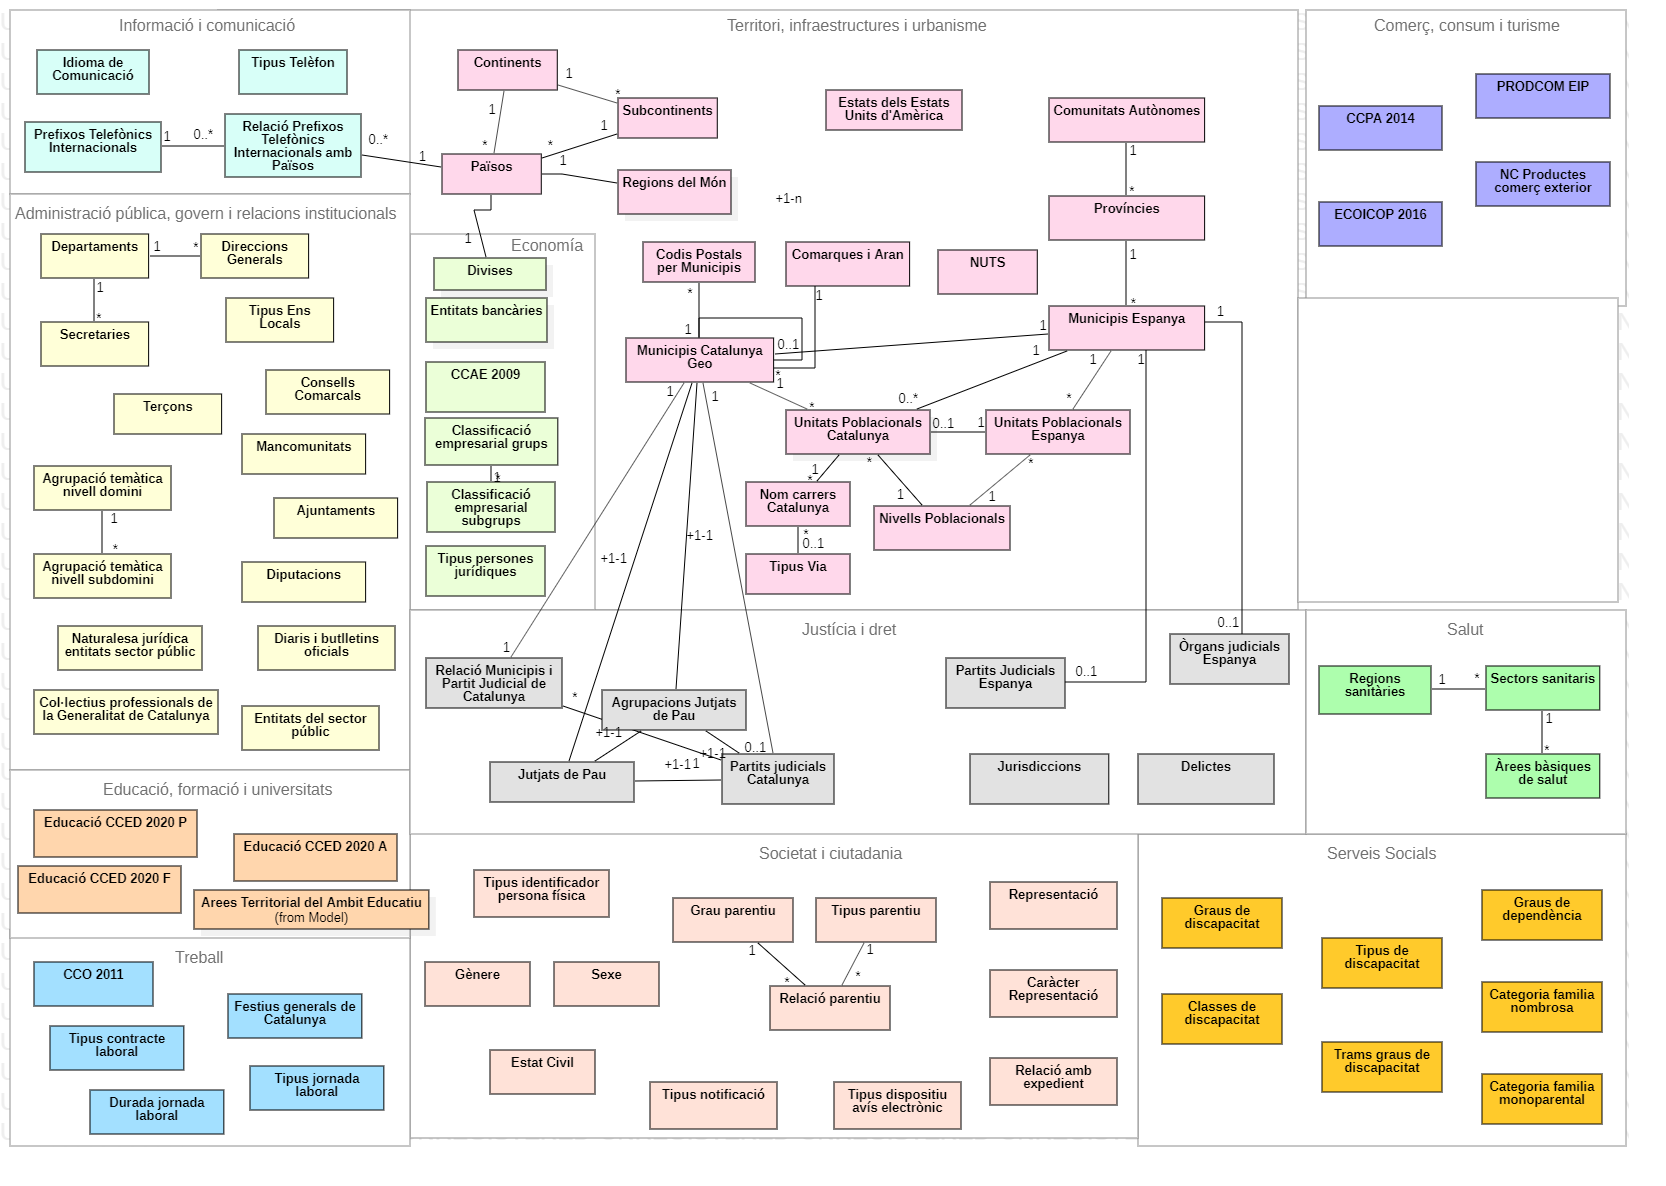 Informació i comunicació
Idioma de
Comunicació
Tipus Telèfon
Prefixos Telefònics
Internacionals
1
0..*
Relació Prefixos
Telefònics
Internacionals amb
Països
0..*
1
Territori, infraestructures i urbanisme
Continents
1
*
1
*
Subcontinents
1
*
Països
1
Regions del Món
+1-n
Estats dels Estats
Units d'Amèrica
Comunitats Autònomes
1
*
Províncies
1
*
Codis Postals
per Municipis
*
1
Comarques i Aran
1
NUTS
Municipis Espanya
1
Municipis Catalunya
Geo
0..1
*
1
1
1
1
1
0..*
*
*
1
1
Unitats Poblacionals
Catalunya
0..1
1
Unitats Poblacionals
Espanya
1
*
*
*
1
1
Nom carrers
Catalunya
*
0..1
Nivells Poblacionals
Tipus Via
+1-1
+1-1
Comerç, consum i turisme
PRODCOM EIP
CCPA 2014
NC Productes
comerç exterior
ECOICOP 2016
Administració pública, govern i relacions institucionals
Departaments
1
*
Direccions
Generals
1
*
Secretaries
Tipus Ens
Locals
Consells
Comarcals
Terçons
Mancomunitats
Agrupació temàtica
nivell domini
1
*
Ajuntaments
Agrupació temàtica
nivell subdomini
Diputacions
Naturalesa jurídica
entitats sector públic
Diaris i butlletins
oficials
Col·lectius professionals de
la Generalitat de Catalunya
Entitats del sector
públic
Economía
1
Divises
Entitats bancàries
CCAE 2009
Classificació
empresarial grups
1
*
Classificació
empresarial
subgrups
Tipus persones
jurídiques
Justícia i dret
1
Relació Municipis i
Partit Judicial de
Catalunya
*
Agrupacions Jutjats
de Pau
+1-1
+1-1
0..1
+1-1
1
Jutjats de Pau
Partits judicials
Catalunya
Partits Judicials
Espanya
0..1
0..1
Òrgans judicials
Espanya
Jurisdiccions
Delictes
Salut
Regions
sanitàries
1
*
Sectors sanitaris
1
*
Àrees bàsiques
de salut
Educació, formació i universitats
Educació CCED 2020 P
Educació CCED 2020 A
Educació CCED 2020 F
Arees Territorial del Ambit Educatiu
(from Model)
Treball
CCO 2011
Festius generals de
Catalunya
Tipus contracte
laboral
Tipus jornada
laboral
Durada jornada
laboral
Societat i ciutadania
Tipus identificador
persona física
Grau parentiu
Tipus parentiu
Representació
1
1
*
*
Gènere
Sexe
Relació parentiu
Caràcter
Representació
Estat Civil
Relació amb
expedient
Tipus notificació
Tipus dispositiu
avís electrònic
Serveis Socials
Graus de
discapacitat
Graus de
dependència
Tipus de
discapacitat
Classes de
discapacitat
Categoria familia
nombrosa
Trams graus de
discapacitat
Categoria familia
monoparental